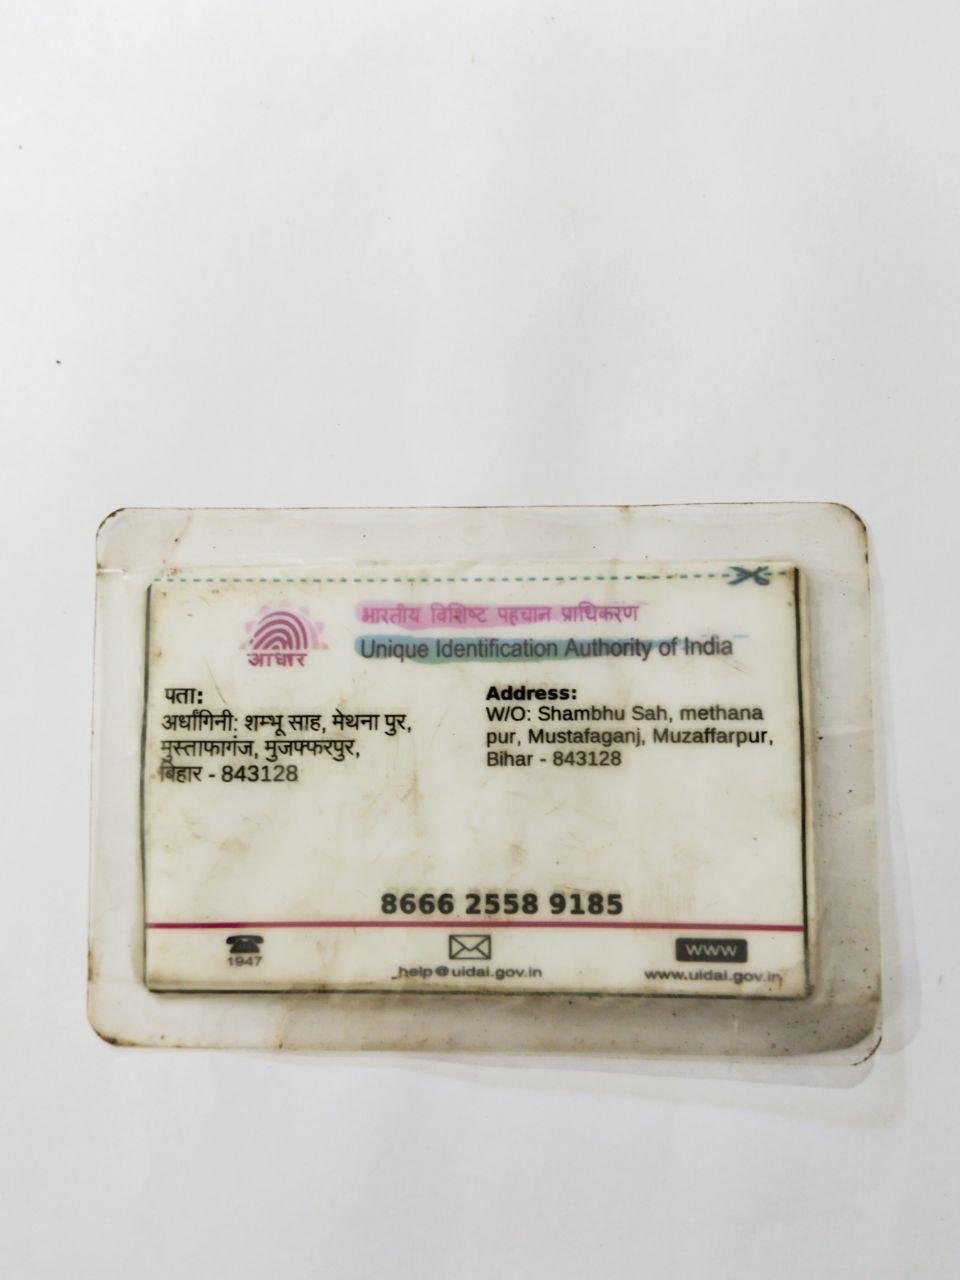 भारतीय विशिष्ट पहचान प्राधिकरण
Unique Identification Authority of India
आधार
पता:
अर्धांगिनी: शम्भू साह, मेथना पुर,
मुस्ताफागंज, मुजफ्फरपुर,
बिहार - 843128
Address:
W/O: Shambhu Sah, methana
pur, Mustafaganj, Muzaffarpur,
Bihar - 843128
8666 2558 9185
1947
help@uidai.gov.in
WWW
www.uidai.gov.in